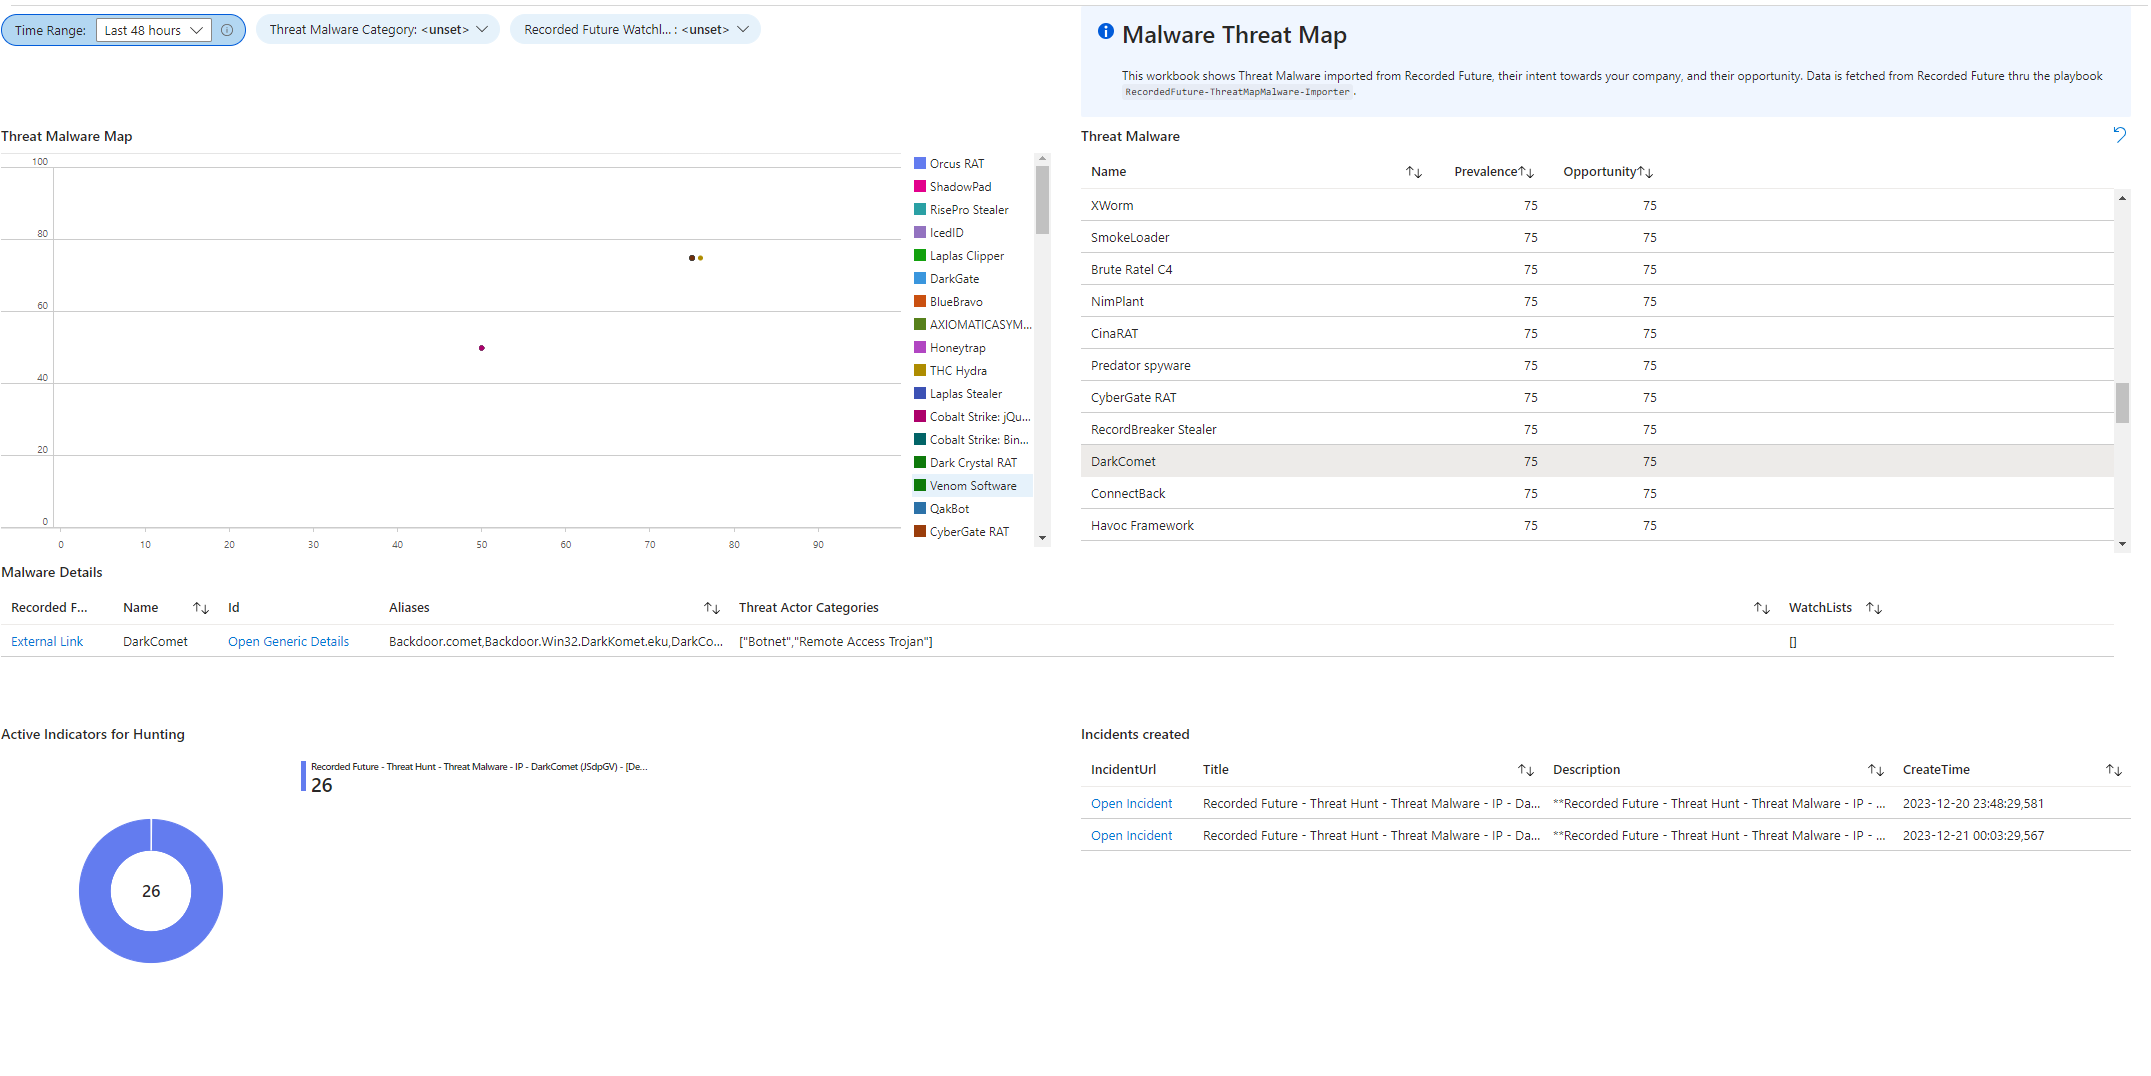 Time Range: Last 48 hours
Threat Malware Category: <unset>
Recorded Future Watchl... : <unset>
Malware Threat Map
This workbook shows Threat Malware imported from Recorded Future, their intent towards your company, and their opportunity. Data is fetched from Recorded Future thru the playbook
RecordedFuture-ThreatMapMalware-Importer .
Threat Malware Map
100
80
60
40
20
0
0 10 20 30 40 50 60 70 80 90
Orcus RAT
ShadowPad
RisePro Stealer
IcedID
Laplas Clipper
DarkGate
BlueBravo
AXIOMATICASYM...
Honeytrap
THC Hydra
Laplas Stealer
Cobalt Strike: jQu...
Cobalt Strike: Bin...
Dark Crystal RAT
Venom Software
QakBot
CyberGate RAT
Threat Malware
Name Prevalence↑↓ Opportunity↑↓
XWorm 75 75
SmokeLoader 75 75
Brute Ratel C4 75 75
NimPlant 75 75
CinaRAT 75 75
Predator spyware 75 75
CyberGate RAT 75 75
RecordBreaker Stealer 75 75
DarkComet 75 75
ConnectBack 75 75
Havoc Framework 75 75
Malware Details
Recorded F... Name ↑↓ Id Aliases ↑↓ Threat Actor Categories ↑↓ WatchLists ↑↓
External Link DarkComet Open Generic Details Backdoor.comet,Backdoor.Win32.DarkKomet.eku,DarkCo... ["Botnet","Remote Access Trojan"] []
Active Indicators for Hunting
Recorded Future - Threat Hunt - Threat Malware - IP - DarkComet (JSdpGV) - [De...
26
26
Incidents created
IncidentUrl Title ↑↓ Description ↑↓ CreateTime ↑↓
Open Incident Recorded Future - Threat Hunt - Threat Malware - IP - Da... **Recorded Future - Threat Hunt - Threat Malware - IP - ... 2023-12-20 23:48:29,581
Open Incident Recorded Future - Threat Hunt - Threat Malware - IP - Da... **Recorded Future - Threat Hunt - Threat Malware - IP - ... 2023-12-21 00:03:29,567